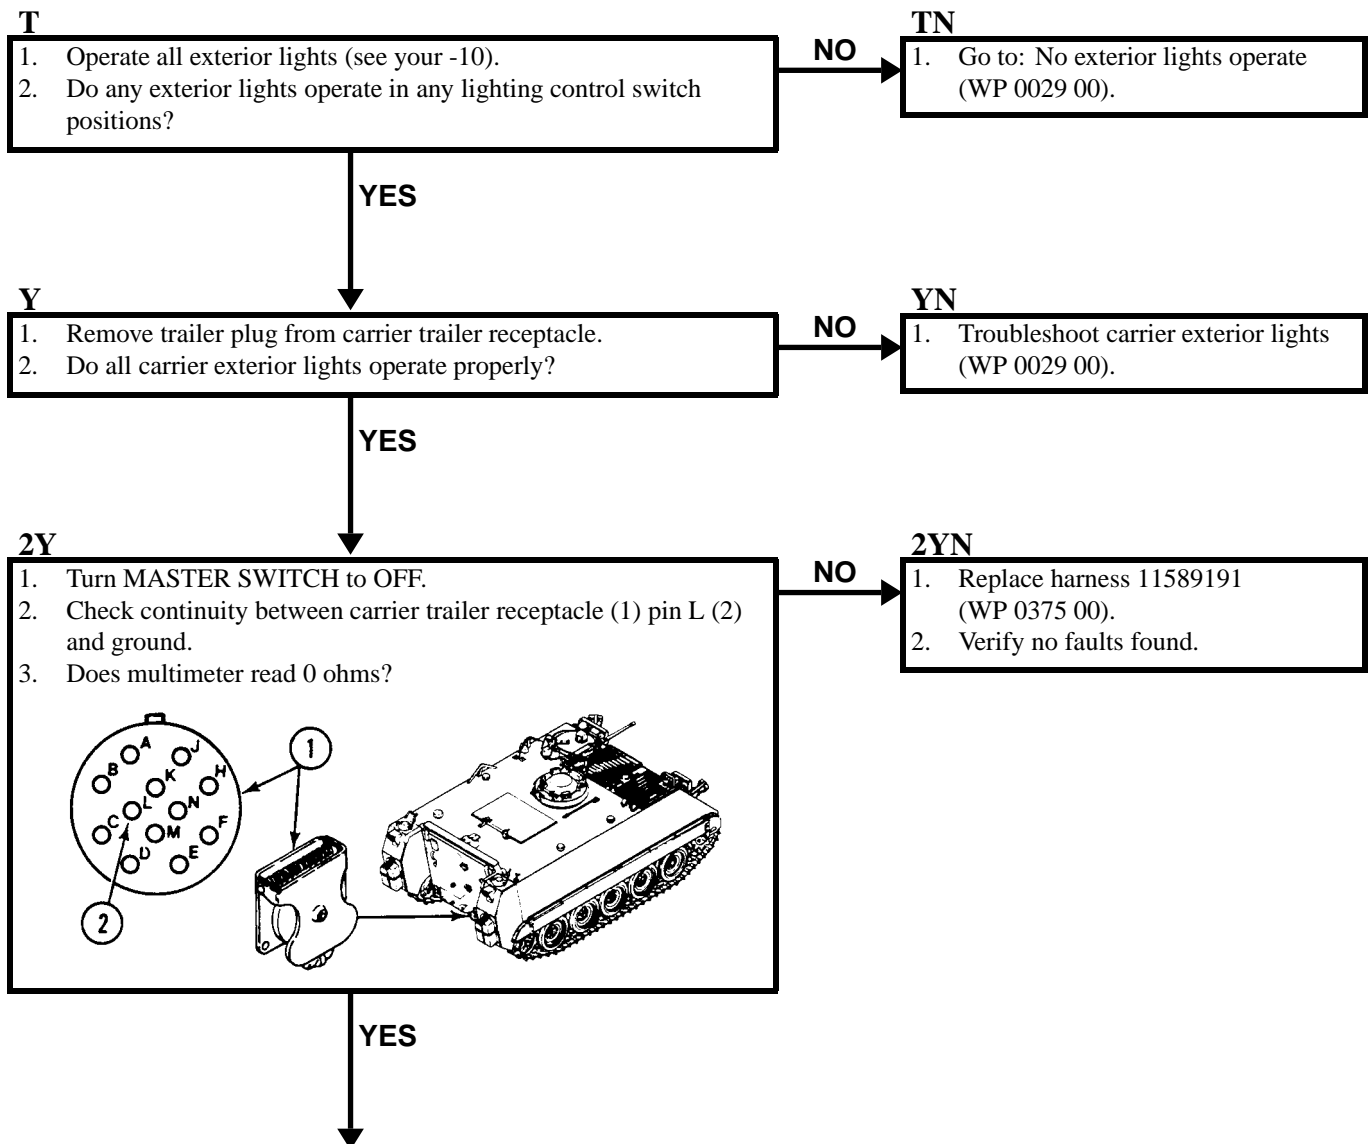 T
1. Operate all exterior lights (see your -10).
2. Do any exterior lights operate in any lighting control switch
positions?
NO
TN
1. Go to: No exterior lights operate
(WP 0029 00).
YES
Y
1. Remove trailer plug from carrier trailer receptacle.
2. Do all carrier exterior lights operate properly?
NO
YN
1. Troubleshoot carrier exterior lights
(WP 0029 00).
YES
2Y
1. Turn MASTER SWITCH to OFF.
2. Check continuity between carrier trailer receptacle (1) pin L (2)
and ground.
3. Does multimeter read 0 ohms?
NO
2YN
1. Replace harness 11589191
(WP 0375 00).
2. Verify no faults found.
A
J
B
K
H
L
N
C
M
F
D
E
1
2
YES